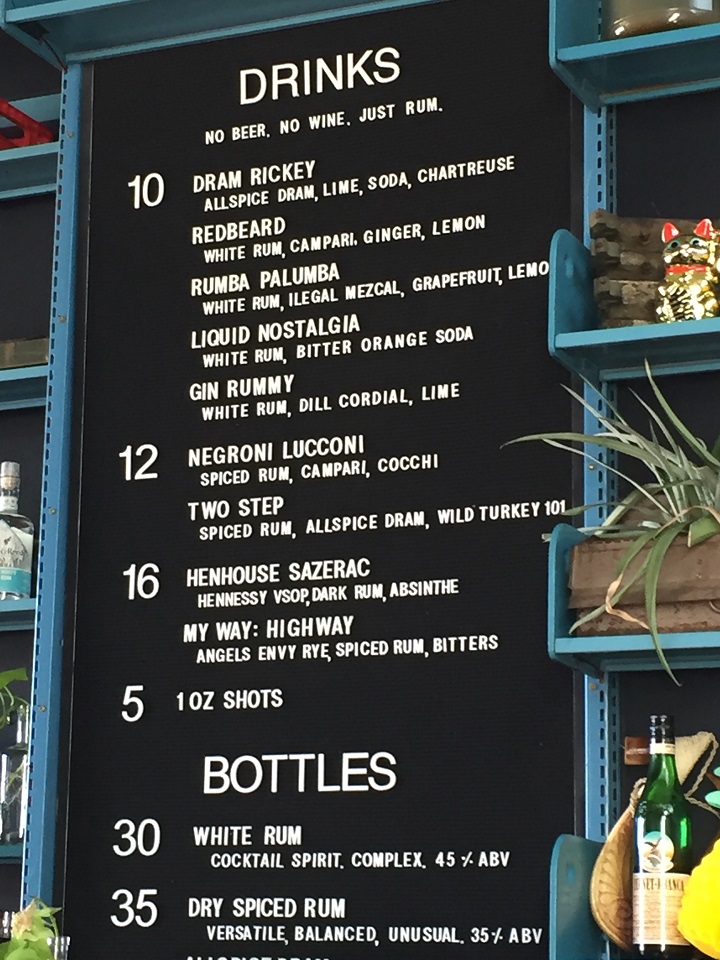 DRINKS
NO BEER. NO WINE. JUST RUM.
10 DRAM RICKEY
ALLSPICE DRAM, LIME, SODA, CHARTREUSE
REDBEARD
WHITE RUM, CAMPARI. GINGER, LEMON
RUMBA PALUMBA
WHITE RUM, ILEGAL MEZCAL, GRAPEFRUIT, LEMO
LIQUID NOSTALGIA
WHITE RUM, BITTER ORANGE SODA
GIN RUMMY
WHITE RUM, DILL CORDIAL, LIME
12 NEGRONI LUCCONI
SPICED RUM, CAMPARI, COCCHI
TWO STEP
SPICED RUM, ALLSPICE DRAM, WILD TURKEY 101
16 HENHOUSE SAZERAC
HENNESSY VSOP, DARK RUM, ABSINTHE
MY WAY: HIGHWAY
ANGELS ENVY RYE, SPICED RUM, BITTERS
5 1 OZ SHOTS
BOTTLES
30 WHITE RUM
COCKTAIL SPIRIT. COMPLEX. 45% ABV
35 DRY SPICED RUM
VERSATILE, BALANCED, UNUSUAL. 35% ABV
ALLSPICE DRAM